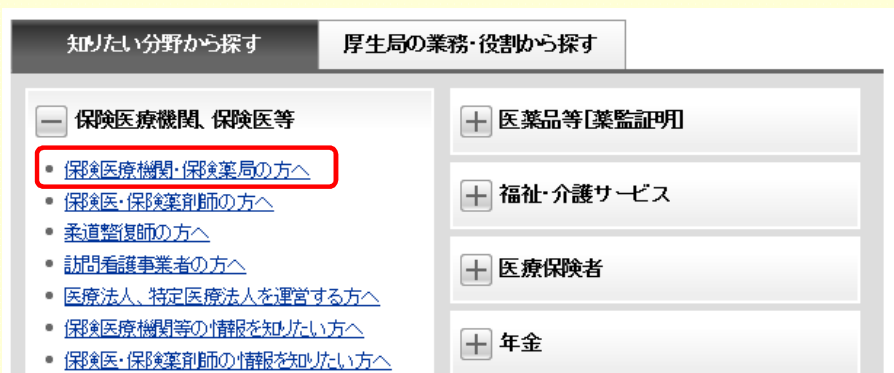 知りたい分野から探す
厚生局の業務・役割から探す
保険医療機関、保険医等
保険医療機関・保険薬局の方へ
保険医・保険薬剤師の方へ
柔道整復師の方へ
訪問看護事業者の方へ
医療法人、特定医療法人を運営する方へ
保険医療機関等の情報を知りたい方へ
保険医・保険薬剤師の情報を知りたい方へ
医薬品等[薬監証明]
福祉・介護サービス
医療保険者
年金